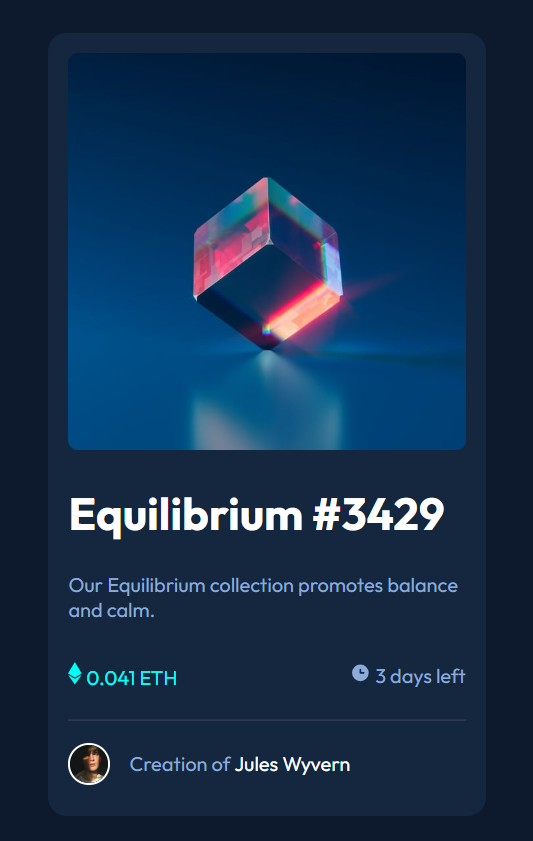 Equilibrium #3429
Our Equilibrium collection promotes balance
and calm.
0.041 ETH 3 days left
Creation of Jules Wyvern